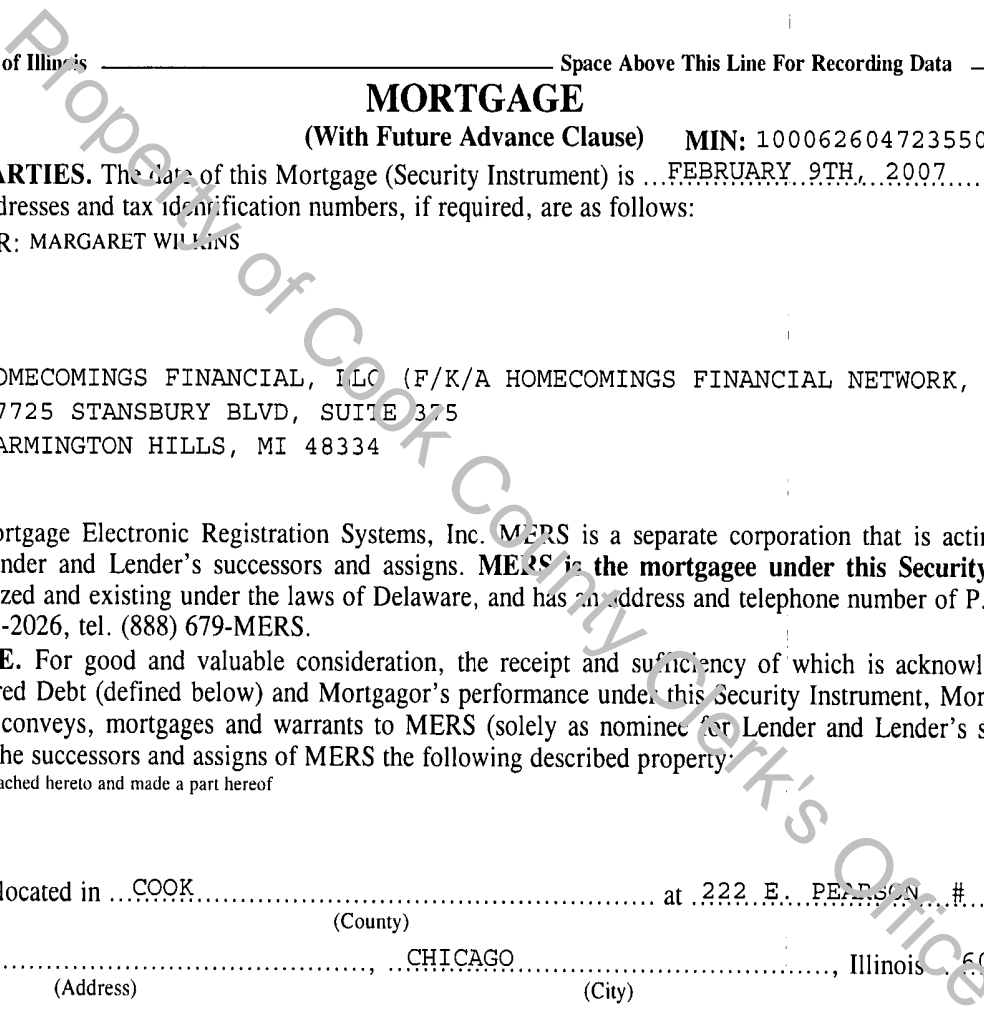 of Illinois Space Above This Line For Recording Data
MORTGAGE
(With Future Advance Clause) MIN: 100062604723550
ARTIES. The date of this Mortgage (Security Instrument) is ...FEBRUARY 9TH, 2007....
dresses and tax identification numbers, if required, are as follows:
R: MARGARET WILKINS
OMECOMINGS FINANCIAL, LLC (F/K/A HOMECOMINGS FINANCIAL NETWORK,
7725 STANSBURY BLVD, SUITE 375
ARMINGTON HILLS, MI 48334
ortgage Electronic Registration Systems, Inc. MERS is a separate corporation that is acti
nder and Lender's successors and assigns. MERS is the mortgagee under this Security
zed and existing under the laws of Delaware, and has an address and telephone number of P.
-2026, tel. (888) 679-MERS.
E. For good and valuable consideration, the receipt and sufficiency of which is acknowl
red Debt (defined below) and Mortgagor's performance under this Security Instrument, Mor
conveys, mortgages and warrants to MERS (solely as nominee for Lender and Lender's s
he successors and assigns of MERS the following described property:
ached hereto and made a part hereof
located in ...COOK... at .222 E. PEARSON #..
(County)
..., ..CHICAGO..., Illinois . 60
(Address) (City)
Property of Cook County Clerk's Office